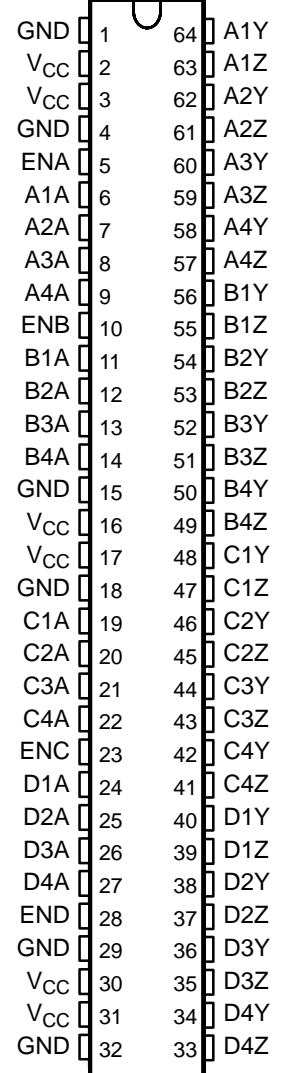 GND 1 64 A1Y
VCC 2 63 A1Z
VCC 3 62 A2Y
GND 4 61 A2Z
ENA 5 60 A3Y
A1A 6 59 A3Z
A2A 7 58 A4Y
A3A 8 57 A4Z
A4A 9 56 B1Y
ENB 10 55 B1Z
B1A 11 54 B2Y
B2A 12 53 B2Z
B3A 13 52 B3Y
B4A 14 51 B3Z
GND 15 50 B4Y
VCC 16 49 B4Z
VCC 17 48 C1Y
GND 18 47 C1Z
C1A 19 46 C2Y
C2A 20 45 C2Z
C3A 21 44 C3Y
C4A 22 43 C3Z
ENC 23 42 C4Y
D1A 24 41 C4Z
D2A 25 40 D1Y
D3A 26 39 D1Z
D4A 27 38 D2Y
END 28 37 D2Z
GND 29 36 D3Y
VCC 30 35 D3Z
VCC 31 34 D4Y
GND 32 33 D4Z